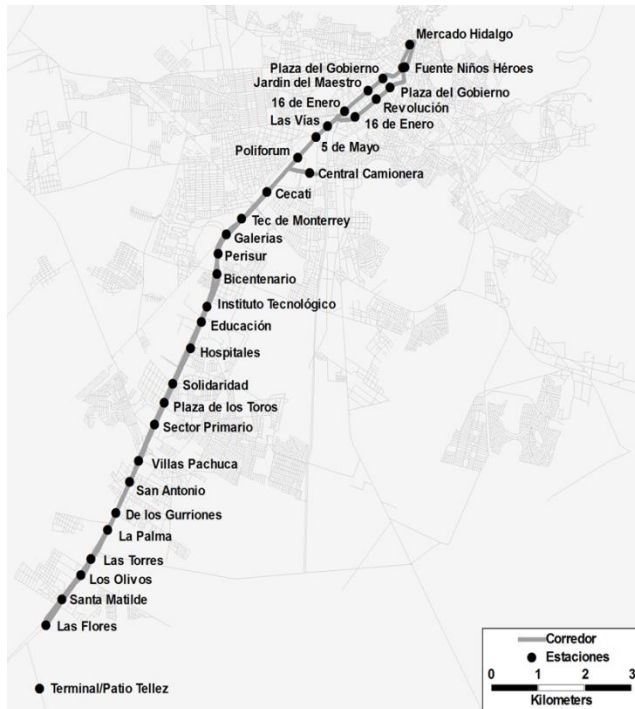 Mercado Hidalgo
Plaza del Gobierno
Fuente Niños Héroes
Jardin del Maestro
Plaza del Gobierno
16 de Enero
Revolución
Las Vías
16 de Enero
5 de Mayo
Poliforum
Central Camionera
Cecati
Tec de Monterrey
Galerias
Perisur
Bicentenario
Instituto Tecnológico
Educación
Hospitales
Solidaridad
Plaza de los Toros
Sector Primario
Villas Pachuca
San Antonio
De los Gurriones
La Palma
Las Torres
Los Olivos
Santa Matilde
Las Flores
Terminal/Patio Tellez
Corredor
Estaciones
0 1 2 3
Kilometers